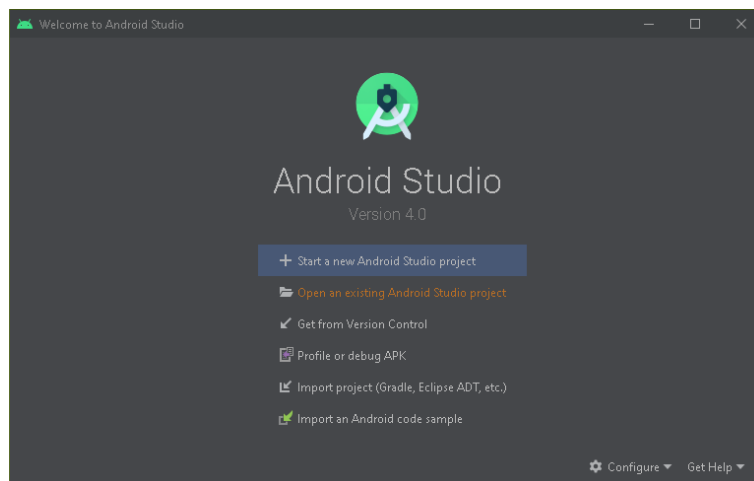 Welcome to Android Studio
Android Studio
Version 4.0
Start a new Android Studio project
Open an existing Android Studio project
Get from Version Control
Profile or debug APK
Import project (Gradle, Eclipse ADT, etc.)
Import an Android code sample
Configure Get Help